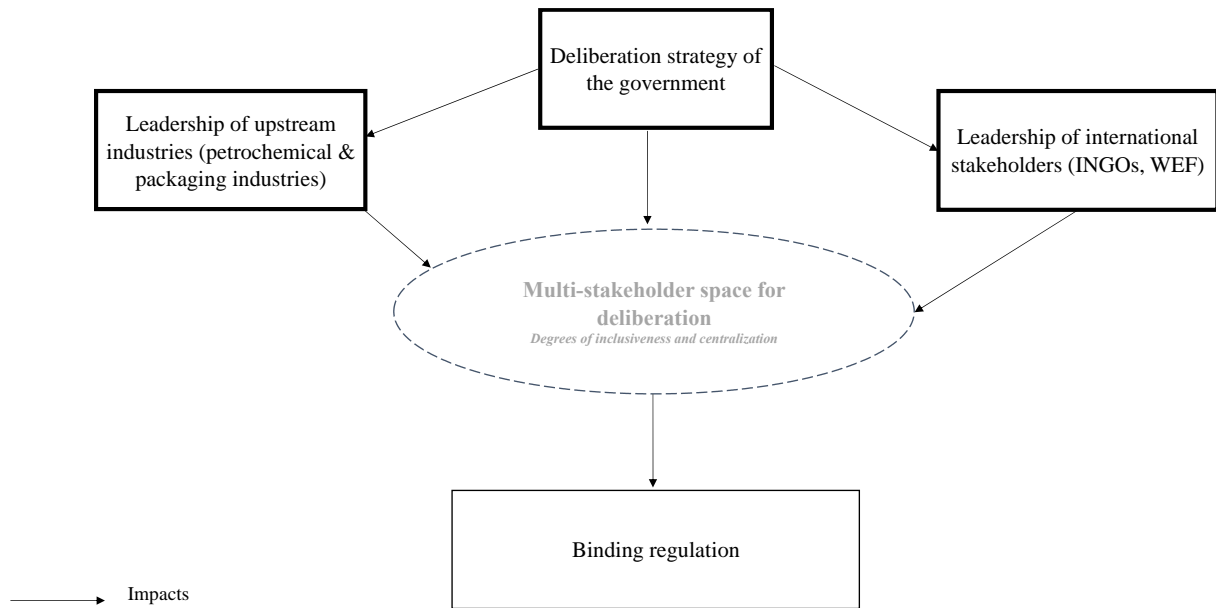 Deliberation strategy of
the government
Leadership of upstream
industries (petrochemical &
packaging industries)
Leadership of international
stakeholders (INGOs, WEF)
Multi-stakeholder space for
deliberation
Degrees of inclusiveness and centralization
Binding regulation
Impacts